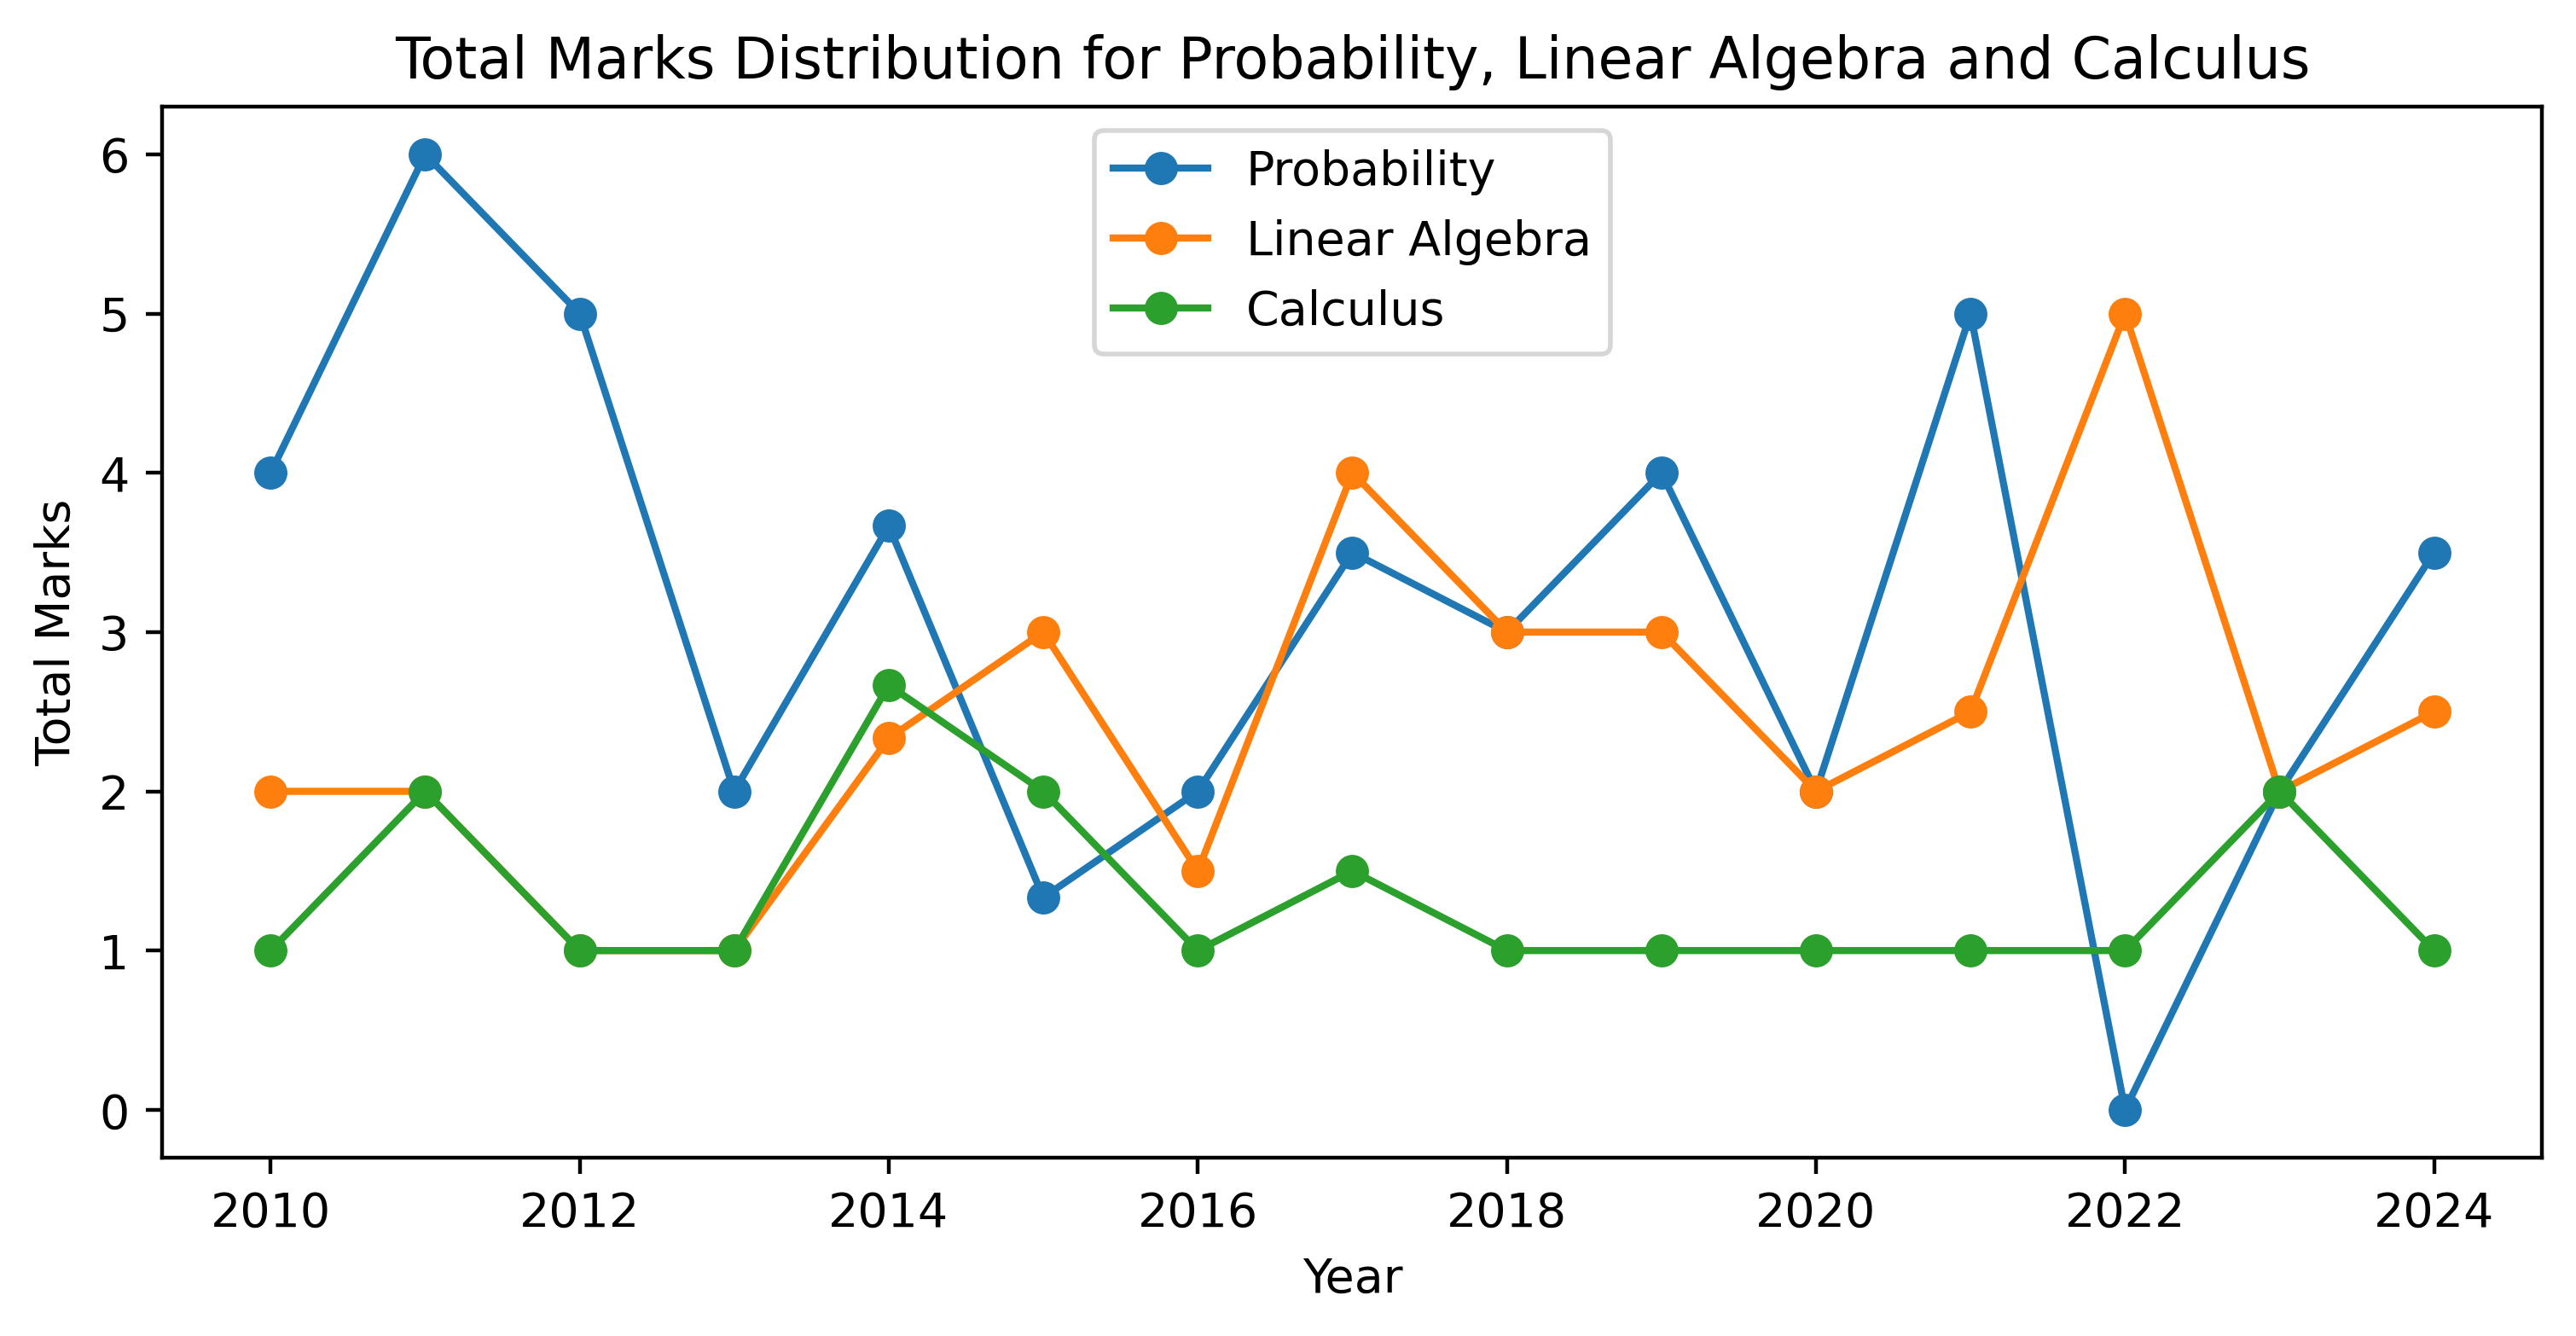 Total Marks Distribution for Probability, Linear Algebra and Calculus
Probability
Linear Algebra
Calculus
Total Marks
6
5
4
3
2
1
0
2010 2012 2014 2016 2018 2020 2022 2024
Year